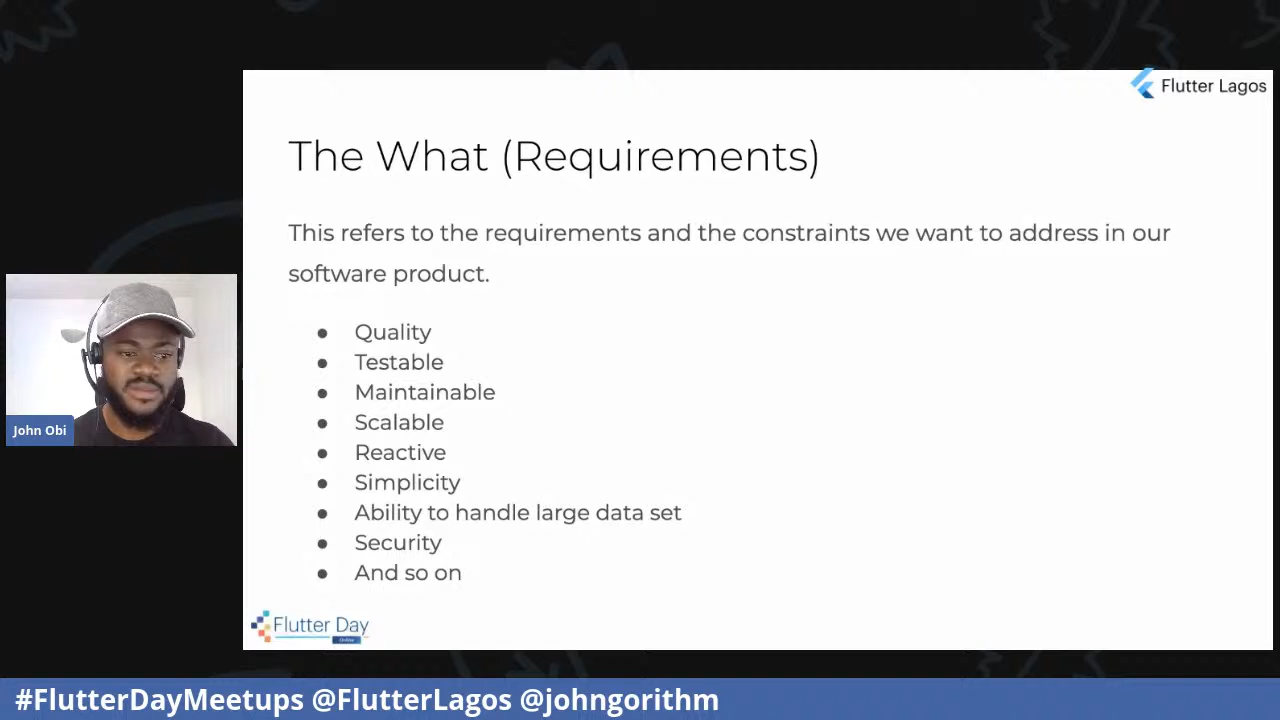 Flutter Lagos
The What (Requirements)
This refers to the requirements and the constraints we want to address in our
software product.
● Quality
● Testable
● Maintainable
● Scalable
● Reactive
● Simplicity
● Ability to handle large data set
● Security
● And so on
John Obi
Flutter Day
#FlutterDayMeetups @FlutterLagos @johngorithm